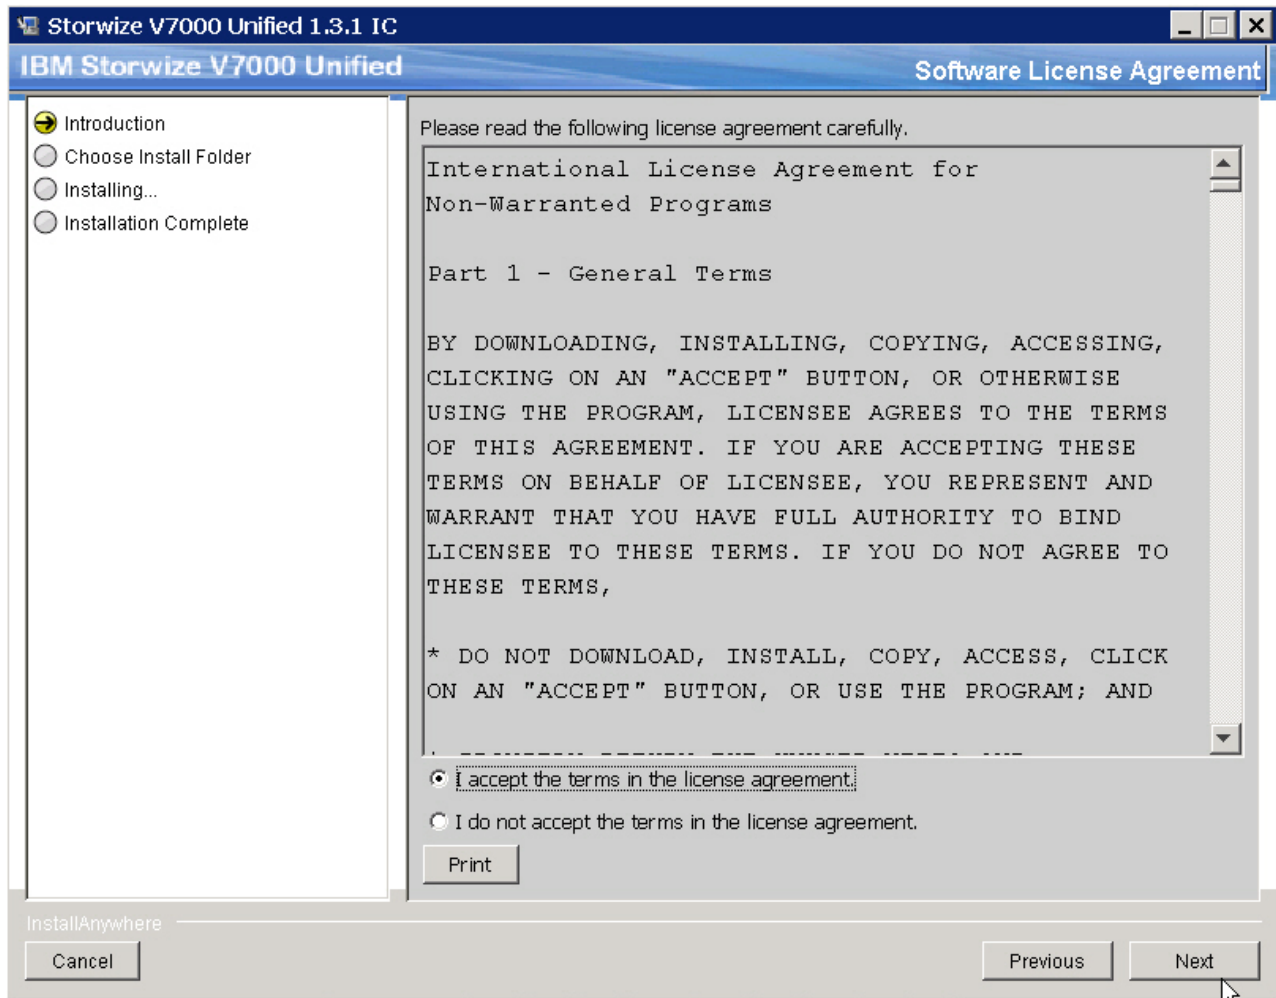 Storwize V7000 Unified 1.3.1 IC
IBM Storwize V7000 Unified
Software License Agreement
Introduction
Choose Install Folder
Installing...
Installation Complete
Please read the following license agreement carefully.
International License Agreement for
Non-Warranted Programs
Part 1 - General Terms
BY DOWNLOADING, INSTALLING, COPYING, ACCESSING,
CLICKING ON AN "ACCEPT" BUTTON, OR OTHERWISE
USING THE PROGRAM, LICENSEE AGREES TO THE TERMS
OF THIS AGREEMENT. IF YOU ARE ACCEPTING THESE
TERMS ON BEHALF OF LICENSEE, YOU REPRESENT AND
WARRANT THAT YOU HAVE FULL AUTHORITY TO BIND
LICENSEE TO THESE TERMS. IF YOU DO NOT AGREE TO
THESE TERMS,
* DO NOT DOWNLOAD, INSTALL, COPY, ACCESS, CLICK
ON AN "ACCEPT" BUTTON, OR USE THE PROGRAM; AND
I accept the terms in the license agreement.
I do not accept the terms in the license agreement.
Print
InstallAnywhere
Cancel
Previous
Next